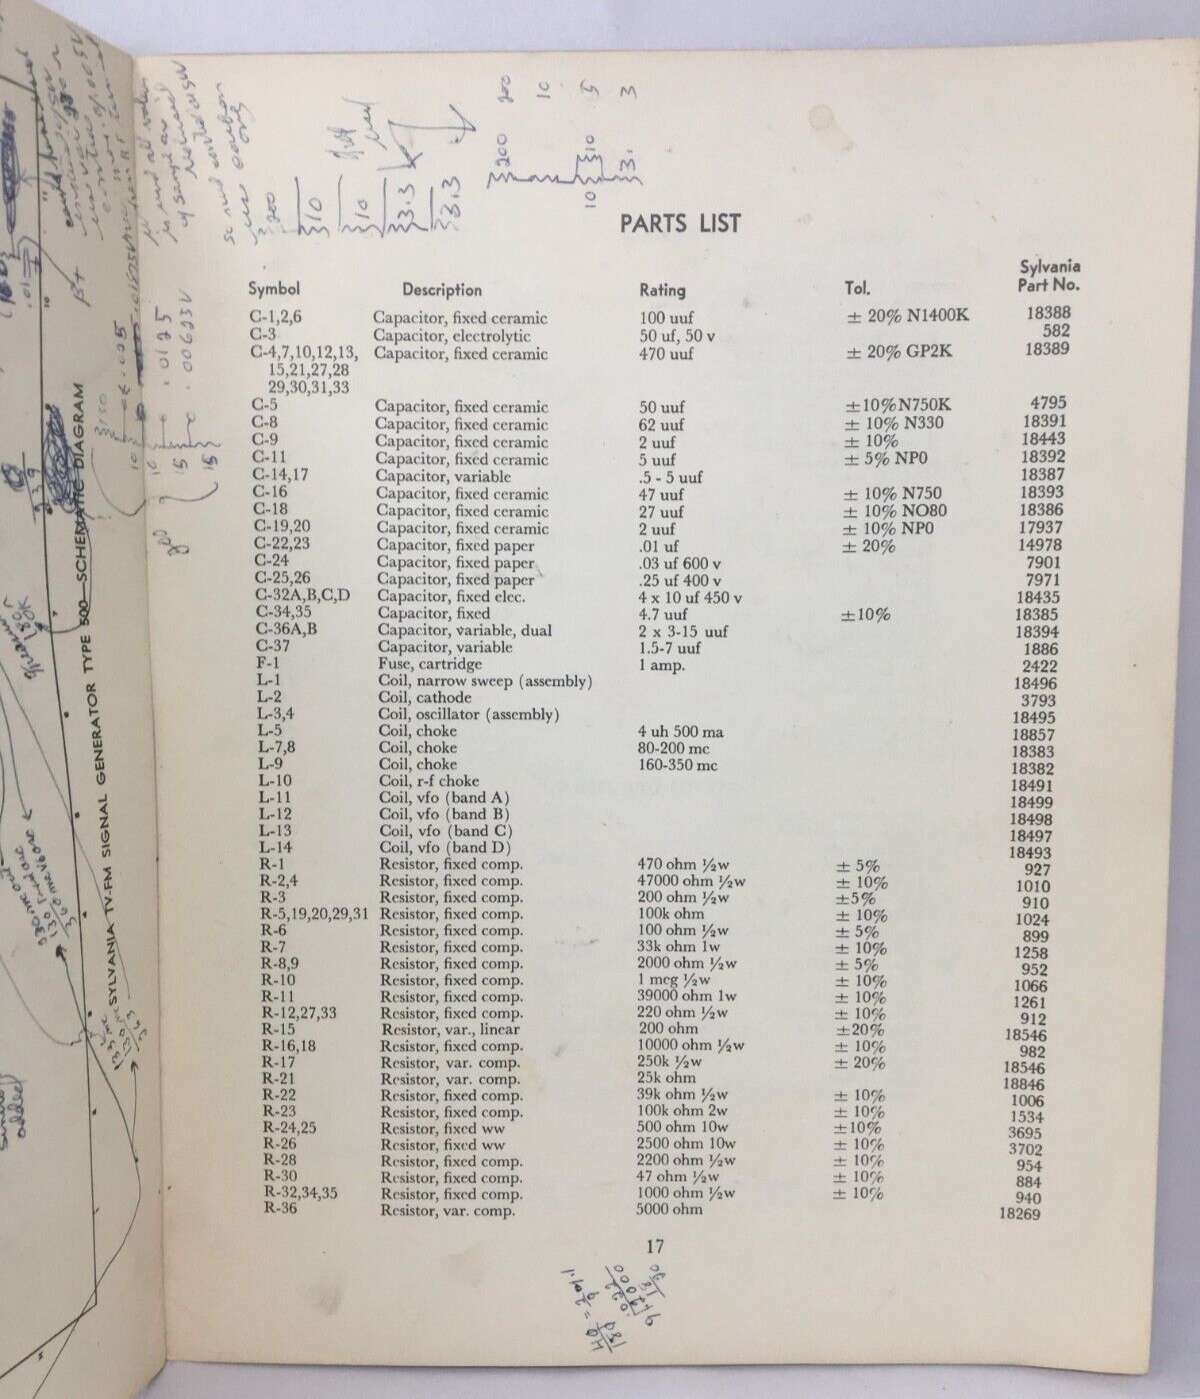 PARTS LIST
Symbol Description Rating Tol. Sylvania Part No.
C-1,2,6 Capacitor, fixed ceramic 100 uuf ± 20% N1400K 18388
C-3 Capacitor, electrolytic 50 uf, 50 v 582
C-4,7,10,12,13, Capacitor, fixed ceramic 470 uuf ± 20% GP2K 18389
15,21,27,28
29,30,31,33
C-5 Capacitor, fixed ceramic 50 uuf ±10% N750K 4795
C-8 Capacitor, fixed ceramic 62 uuf ± 10% N330 18391
C-9 Capacitor, fixed ceramic 2 uuf ± 10% 18443
C-11 Capacitor, fixed ceramic 5 uuf ± 5% NP0 18392
C-14,17 Capacitor, variable .5 - 5 uuf 18387
C-16 Capacitor, fixed ceramic 47 uuf ± 10% N750 18393
C-18 Capacitor, fixed ceramic 27 uuf ± 10% NO80 18386
C-19,20 Capacitor, fixed ceramic 2 uuf ± 10% NP0 17937
C-22,23 Capacitor, fixed paper .01 uf ± 20% 14978
C-24 Capacitor, fixed paper .03 uf 600 v 7901
C-25,26 Capacitor, fixed paper .25 uf 400 v 7971
C-32A,B,C,D Capacitor, fixed elec. 4 x 10 uf 450 v 18435
C-34,35 Capacitor, fixed 4.7 uuf ±10% 18385
C-36A,B Capacitor, variable, dual 2 x 3-15 uuf 18394
C-37 Capacitor, variable 1.5-7 uuf 1886
F-1 Fuse, cartridge 1 amp. 2422
L-1 Coil, narrow sweep (assembly) 18496
L-2 Coil, cathode 3793
L-3,4 Coil, oscillator (assembly) 18495
L-5 Coil, choke 4 uh 500 ma 18857
L-7,8 Coil, choke 80-200 mc 18383
L-9 Coil, choke 160-350 mc 18382
L-10 Coil, r-f choke 18491
L-11 Coil, vfo (band A) 18499
L-12 Coil, vfo (band B) 18498
L-13 Coil, vfo (band C) 18497
L-14 Coil, vfo (band D) 18493
R-1 Resistor, fixed comp. 470 ohm ½w ± 5% 927
R-2,4 Resistor, fixed comp. 47000 ohm ½w ± 10% 1010
R-3 Resistor, fixed comp. 200 ohm ½w ±5% 910
R-5,19,20,29,31 Resistor, fixed comp. 100k ohm ± 10% 1024
R-6 Resistor, fixed comp. 100 ohm ½w ± 5% 899
R-7 Resistor, fixed comp. 33k ohm 1w ± 10% 1258
R-8,9 Resistor, fixed comp. 2000 ohm ½w ± 5% 952
R-10 Resistor, fixed comp. 1 meg ½w ± 10% 1066
R-11 Resistor, fixed comp. 39000 ohm 1w ± 10% 1261
R-12,27,33 Resistor, fixed comp. 220 ohm ½w ± 10% 912
R-15 Resistor, var., linear 200 ohm ±20% 18546
R-16,18 Resistor, fixed comp. 10000 ohm ½w ± 10% 982
R-17 Resistor, var. comp. 250k ½w ± 20% 18546
R-21 Resistor, var. comp. 25k ohm 18846
R-22 Resistor, fixed comp. 39k ohm ½w ± 10% 1006
R-23 Resistor, fixed comp. 100k ohm 2w ± 10% 1534
R-24,25 Resistor, fixed ww 500 ohm 10w ±10% 3695
R-26 Resistor, fixed ww 2500 ohm 10w ± 10% 3702
R-28 Resistor, fixed comp. 2200 ohm ½w ± 10% 954
R-30 Resistor, fixed comp. 47 ohm ½w ± 10% 884
R-32,34,35 Resistor, fixed comp. 1000 ohm ½w ± 10% 940
R-36 Resistor, var. comp. 5000 ohm 18269
17
SYLVANIA TV-FM SIGNAL GENERATOR TYPE 500—SCHEMATIC DIAGRAM
200 10 5 3
200 10 10 3.
200 10 10 3.3 3.3
.0125
.00625V
10 10 15 15
B+